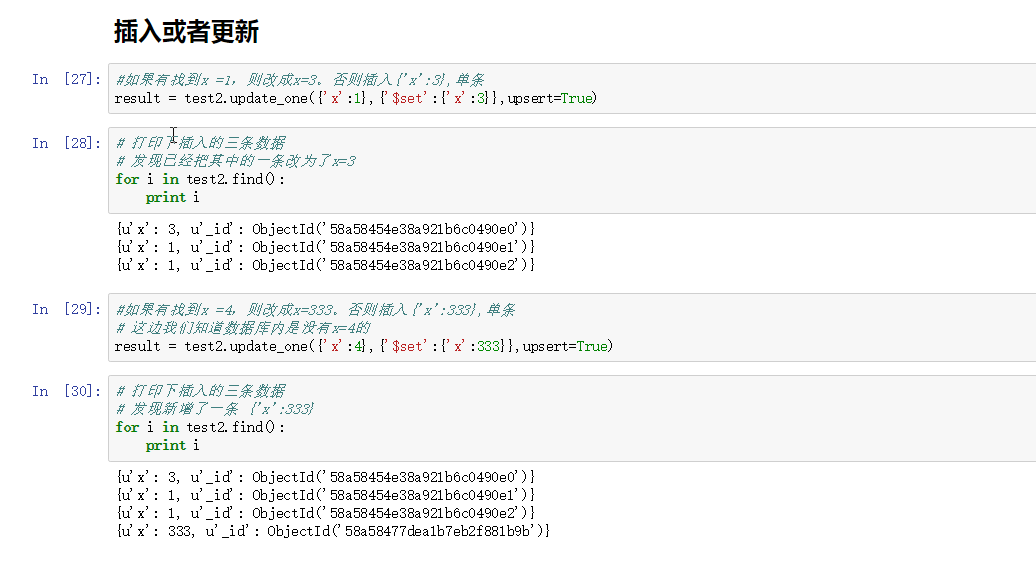 插入或者更新
In [27]: #如果有找到x =1，则改成x=3。否则插入{'x':3},单条
result = test2.update_one({'x':1},{'$set':{'x':3}},upsert=True)
In [28]: # 打印下插入的三条数据
# 发现已经把其中的一条改为了x=3
for i in test2.find():
    print i
{u'x': 3, u'_id': ObjectId('58a58454e38a921b6c0490e0')}
{u'x': 1, u'_id': ObjectId('58a58454e38a921b6c0490e1')}
{u'x': 1, u'_id': ObjectId('58a58454e38a921b6c0490e2')}
In [29]: #如果有找到x =4，则改成x=333。否则插入{'x':333},单条
# 这边我们知道数据库内是没有x=4的
result = test2.update_one({'x':4},{'$set':{'x':333}},upsert=True)
In [30]: # 打印下插入的三条数据
# 发现新增了一条 {'x':333}
for i in test2.find():
    print i
{u'x': 3, u'_id': ObjectId('58a58454e38a921b6c0490e0')}
{u'x': 1, u'_id': ObjectId('58a58454e38a921b6c0490e1')}
{u'x': 1, u'_id': ObjectId('58a58454e38a921b6c0490e2')}
{u'x': 333, u'_id': ObjectId('58a58477dea1b7eb2f881b9b')}